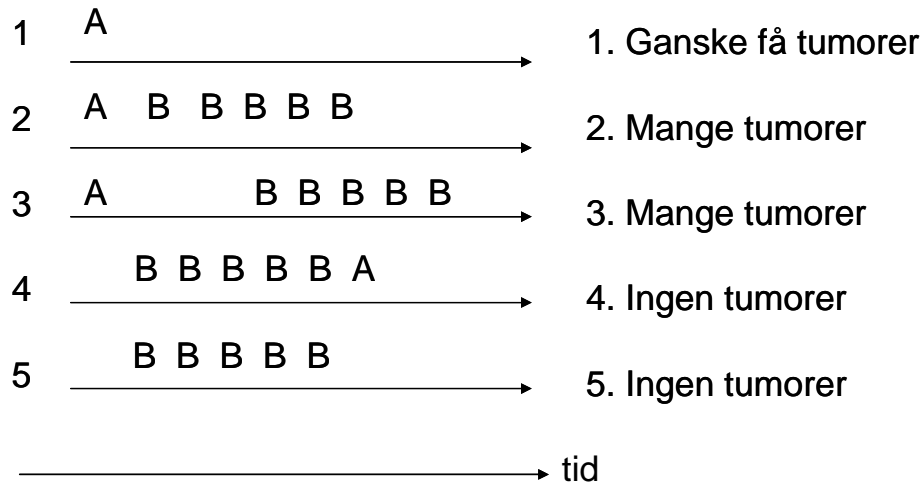 1 A 1. Ganske få tumorer
2 A B B B B B 2. Mange tumorer
3 A B B B B B 3. Mange tumorer
4 B B B B B A 4. Ingen tumorer
5 B B B B B 5. Ingen tumorer
tid